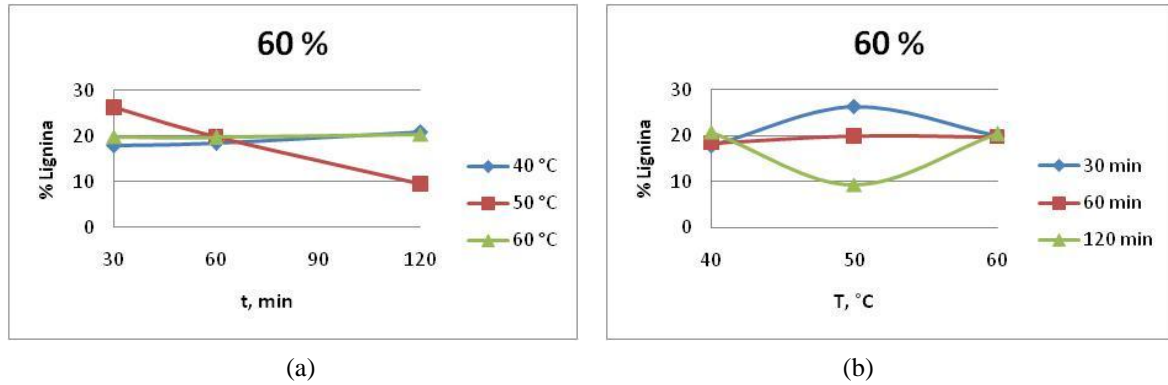 60 %
30
20
10
0
% Lignina
30 60 90 120
t, min
40 °C
50 °C
60 °C
(a)
60 %
30
20
10
0
% Lignina
40 50 60
T, °C
30 min
60 min
120 min
(b)